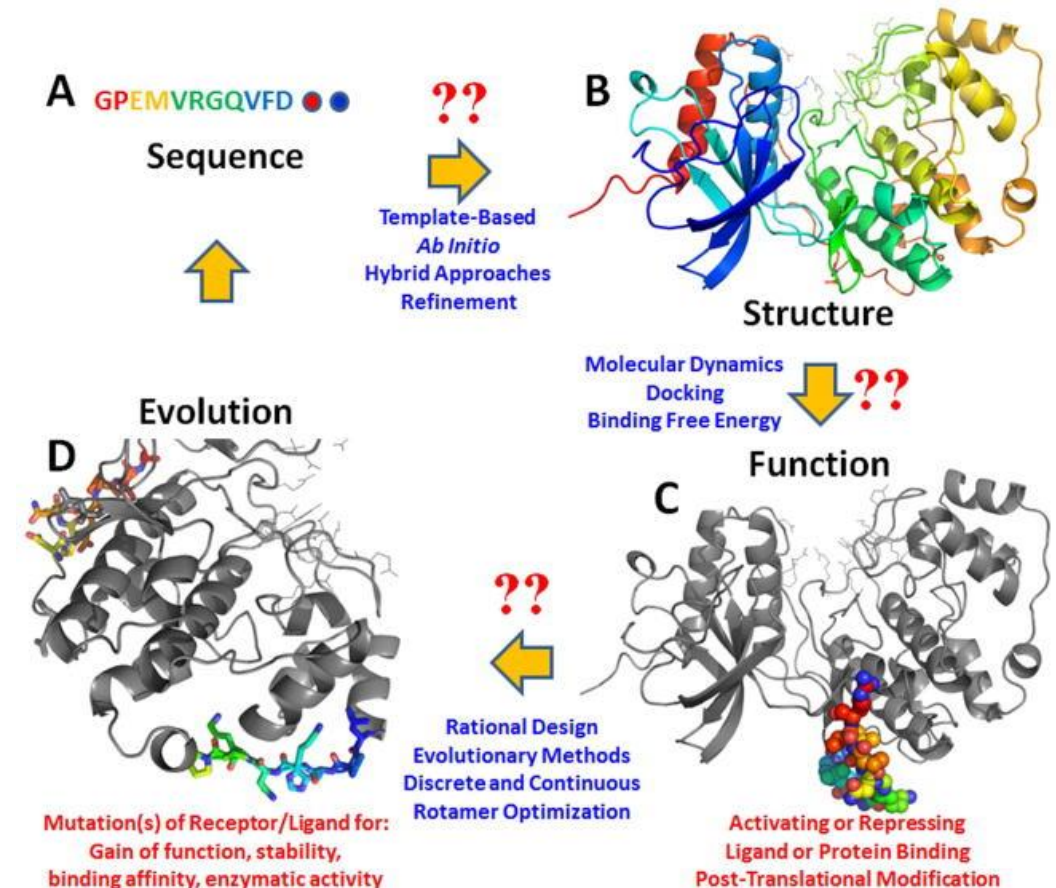 A GPEMVRGQVFD
Sequence
??
Template-Based
Ab Initio
Hybrid Approaches
Refinement
B
Structure
Molecular Dynamics
Docking
Binding Free Energy
??
Function
C
Activating or Repressing
Ligand or Protein Binding
Post-Translational Modification
??
Rational Design
Evolutionary Methods
Discrete and Continuous
Rotamer Optimization
Evolution
D
Mutation(s) of Receptor/Ligand for:
Gain of function, stability,
binding affinity, enzymatic activity